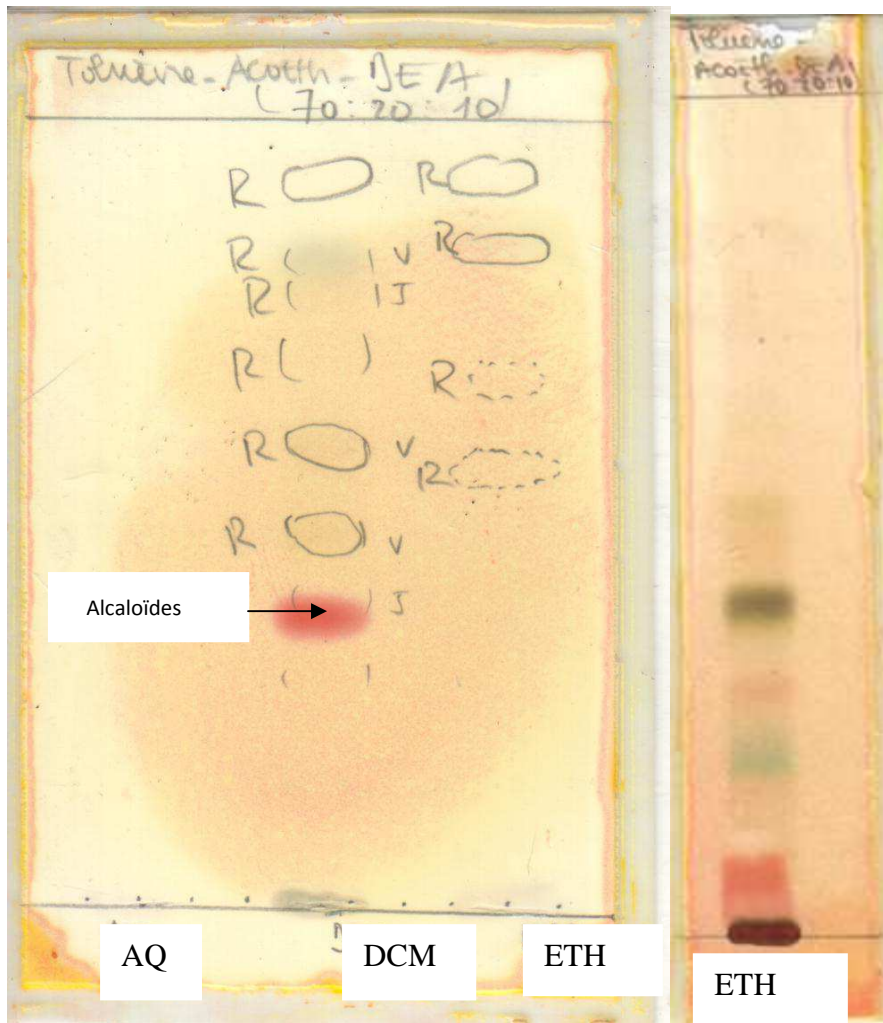 Toluène - Acoeth - DEA
(70:20:10)
R R
R V R
R J
R R
R V R
R V
Alcaloïdes J
AQ DCM ETH
Toluène -
Acoeth - DEA
(70:20:10)
ETH